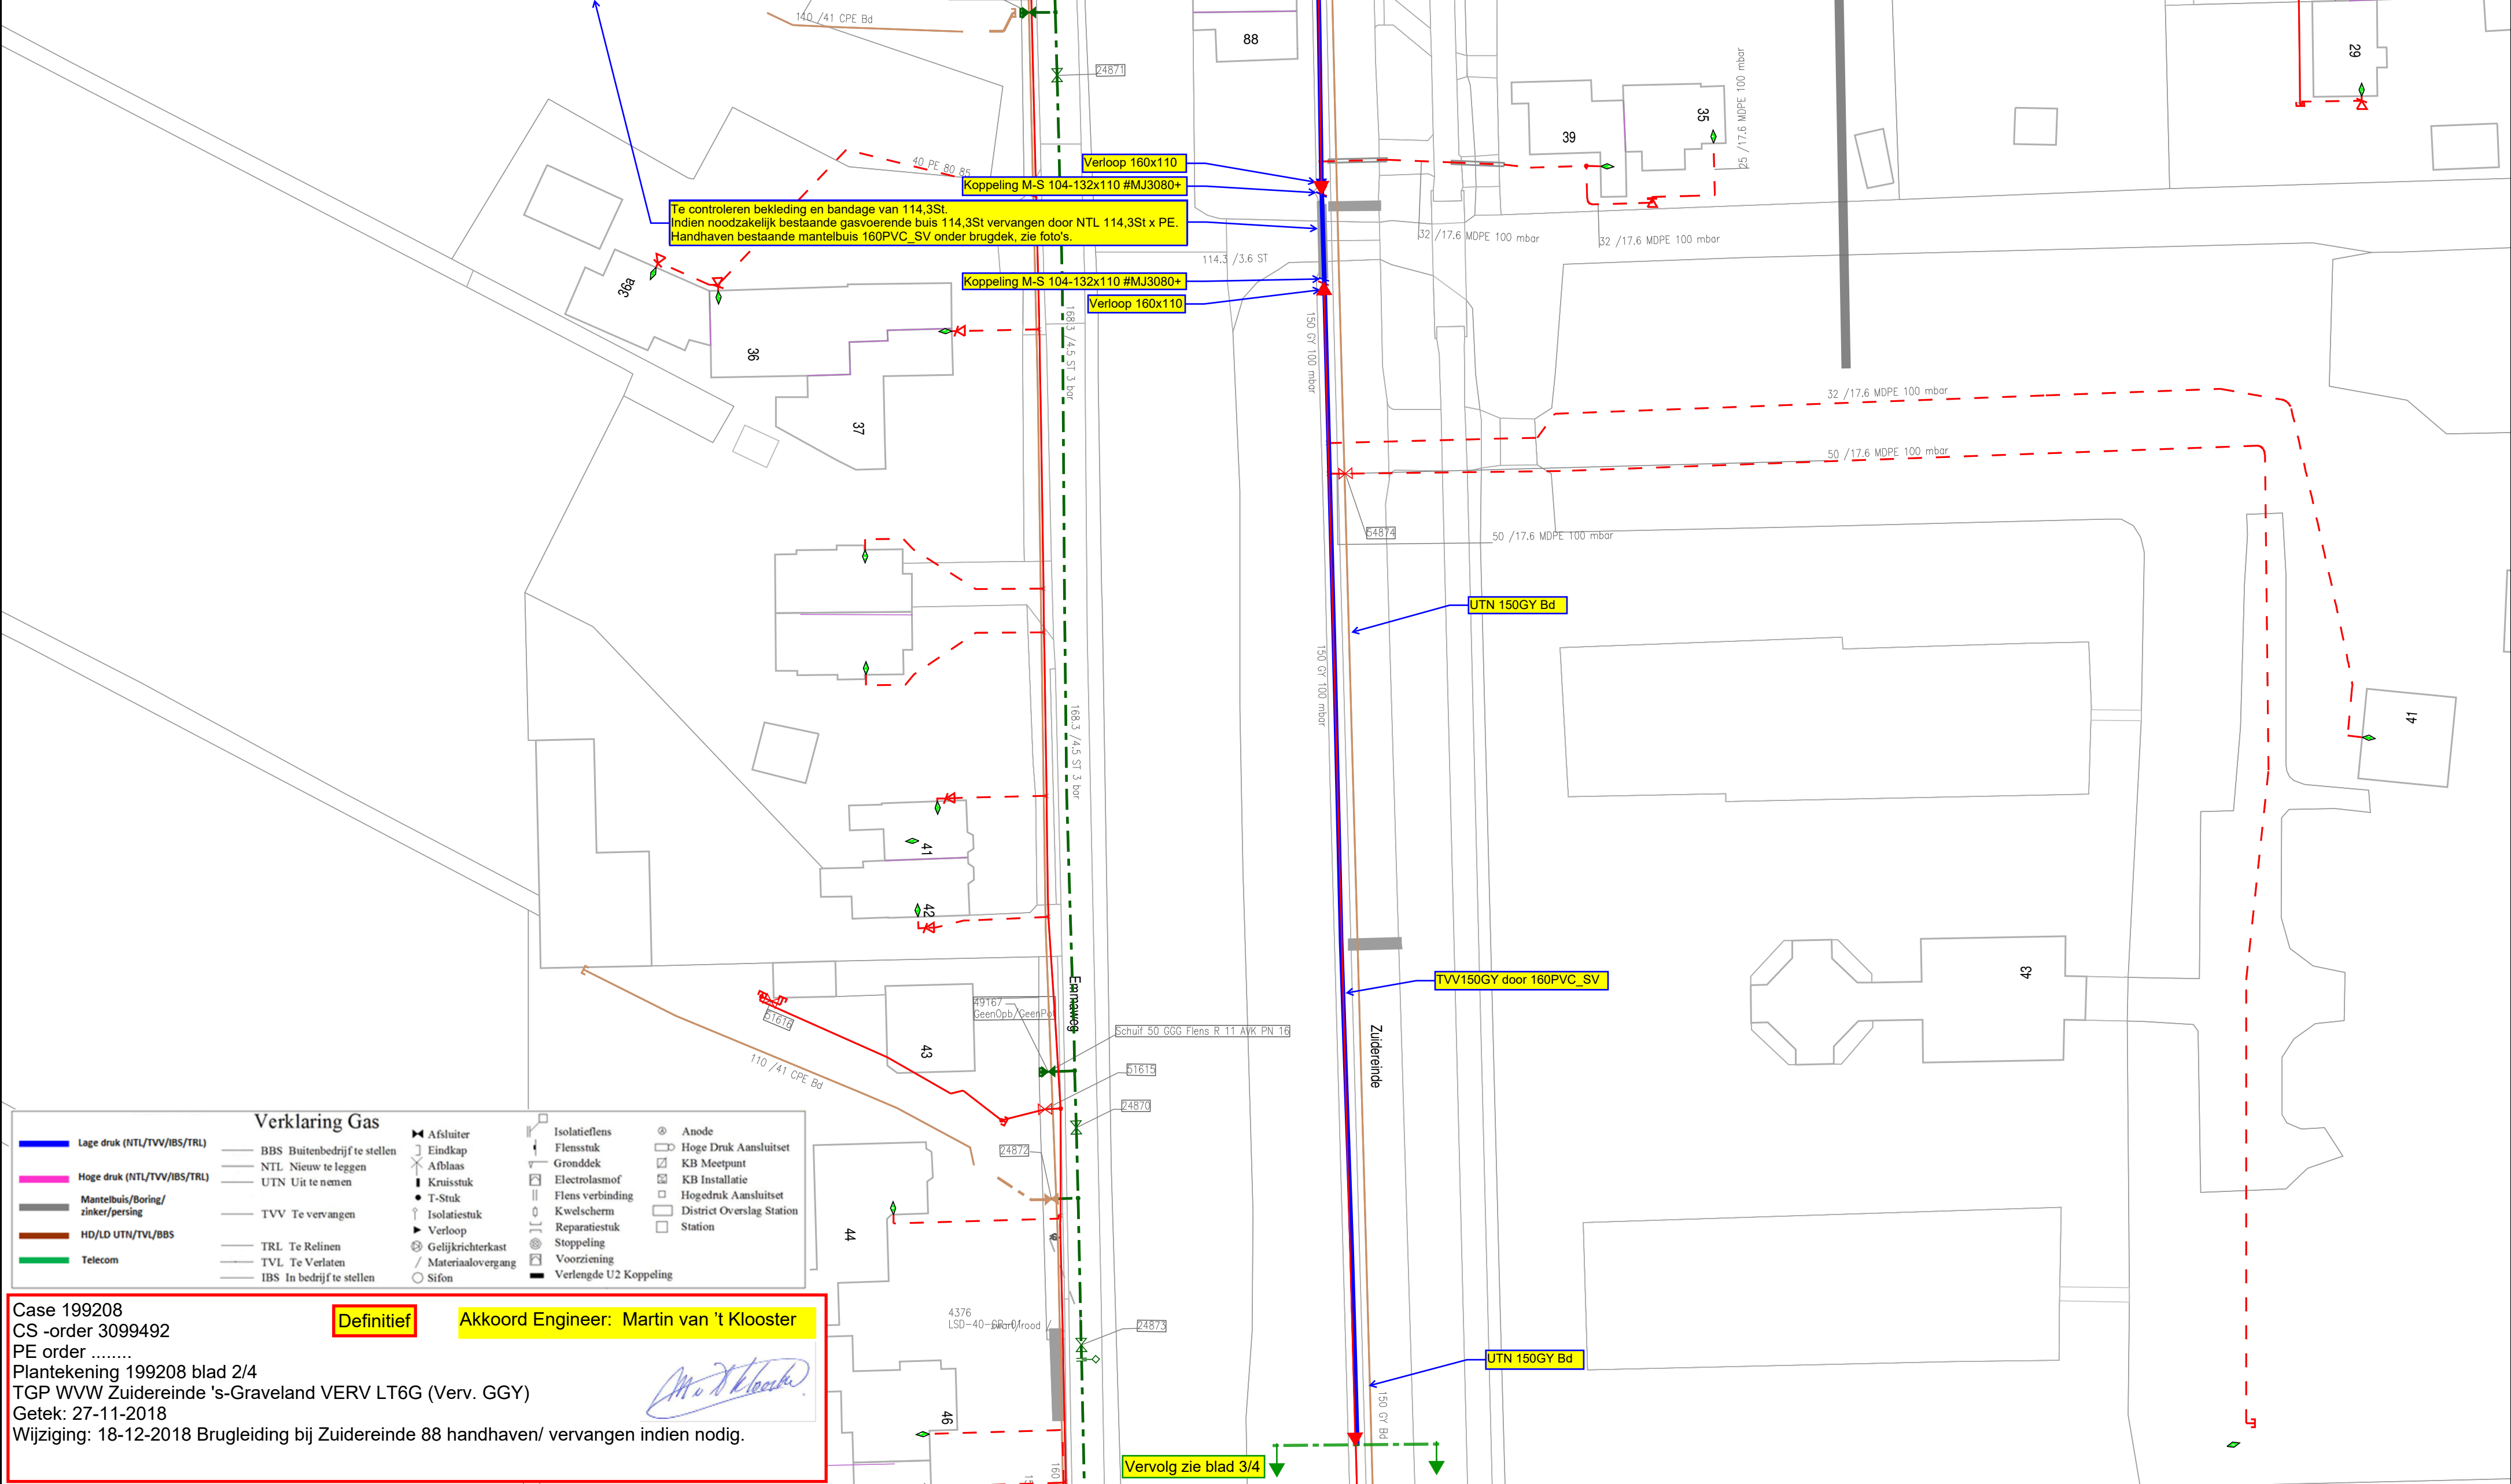 140 /41 CPE Bd
88
24871
29
39
35
25 /17.6 MDPE 100 mbar
Verloop 160x110
40 PE 80 85
Koppeling M-S 104-132x110 #MJ3080+
Te controleren bekleding en bandage van 114,3St.
Indien noodzakelijk bestaande gasvoerende buis 114,3St vervangen door NTL 114,3St x PE.
Handhaven bestaande mantelbuis 160PVC_SV onder brugdek, zie foto's.
32 /17.6 MDPE 100 mbar
32 /17.6 MDPE 100 mbar
114.3 /3.6 ST
Koppeling M-S 104-132x110 #MJ3080+
Verloop 160x110
36a
36
37
168.3 /4.5 ST 3 bar
150 GY 100 mbar
32 /17.6 MDPE 100 mbar
50 /17.6 MDPE 100 mbar
54874
50 /17.6 MDPE 100 mbar
UTN 150GY Bd
150 GY 100 mbar
168.3 /4.5 ST 3 bar
41
41
42
TVV150GY door 160PVC_SV
43
Emmaweg
49167
GeenOpb/GeenPo
51616
43
Schuif 50 GGG Flens R 11 AVK PN 16
Zuidereinde
110 /41 CPE Bd
51615
24870
24872
44
4376
LSD-40-
24873
46
UTN 150GY Bd
150 GY Bd
160
Vervolg zie blad 3/4
Verklaring Gas
Lage druk (NTL/TVV/IBS/TRL)
Hoge druk (NTL/TVV/IBS/TRL)
Mantelbuis/Boring/
zinker/persing
HD/LD UTN/TVL/BBS
Telecom
BBS Buitenbedrijf te stellen
NTL Nieuw te leggen
UTN Uit te nemen
TVV Te vervangen
TRL Te Relinen
TVL Te Verlaten
IBS In bedrijf te stellen
Afsluiter
Eindkap
Afblaas
Kruisstuk
T-Stuk
Isolatiestuk
Verloop
Gelijkrichterkast
Materiaalovergang
Sifon
Isolatieflens
Flensstuk
Gronddek
Electrolasmof
Flens verbinding
Kwelscherm
Reparatiestuk
Stoppeling
Voorziening
Verlengde U2 Koppeling
Anode
Hoge Druk Aansluitset
KB Meetpunt
KB Installatie
Hogedruk Aansluitset
District Overslag Station
Station
Case 199208
Definitief
Akkoord Engineer: Martin van 't Klooster
CS -order 3099492
PE order ........
Plantekening 199208 blad 2/4
TGP WVW Zuidereinde 's-Graveland VERV LT6G (Verv. GGY)
Getek: 27-11-2018
Wijziging: 18-12-2018 Brugleiding bij Zuidereinde 88 handhaven/ vervangen indien nodig.